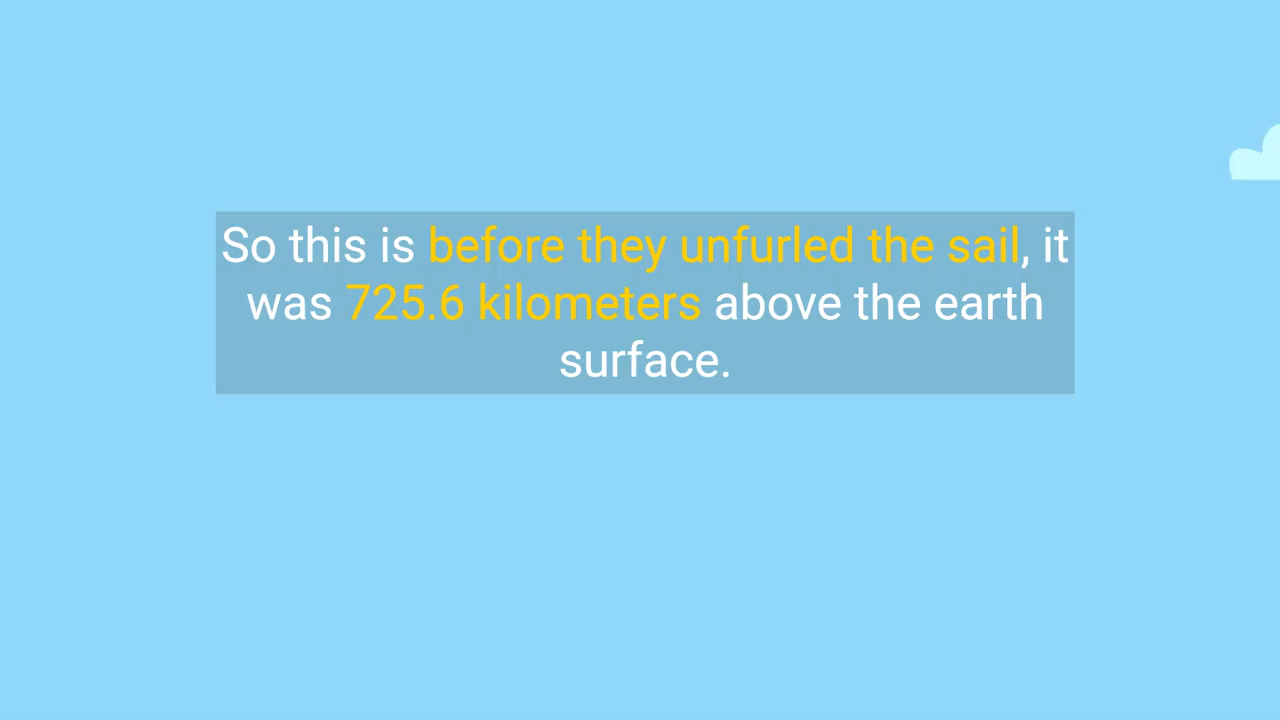 So this is before they unfurled the sail, it
was 725.6 kilometers above the earth
surface.